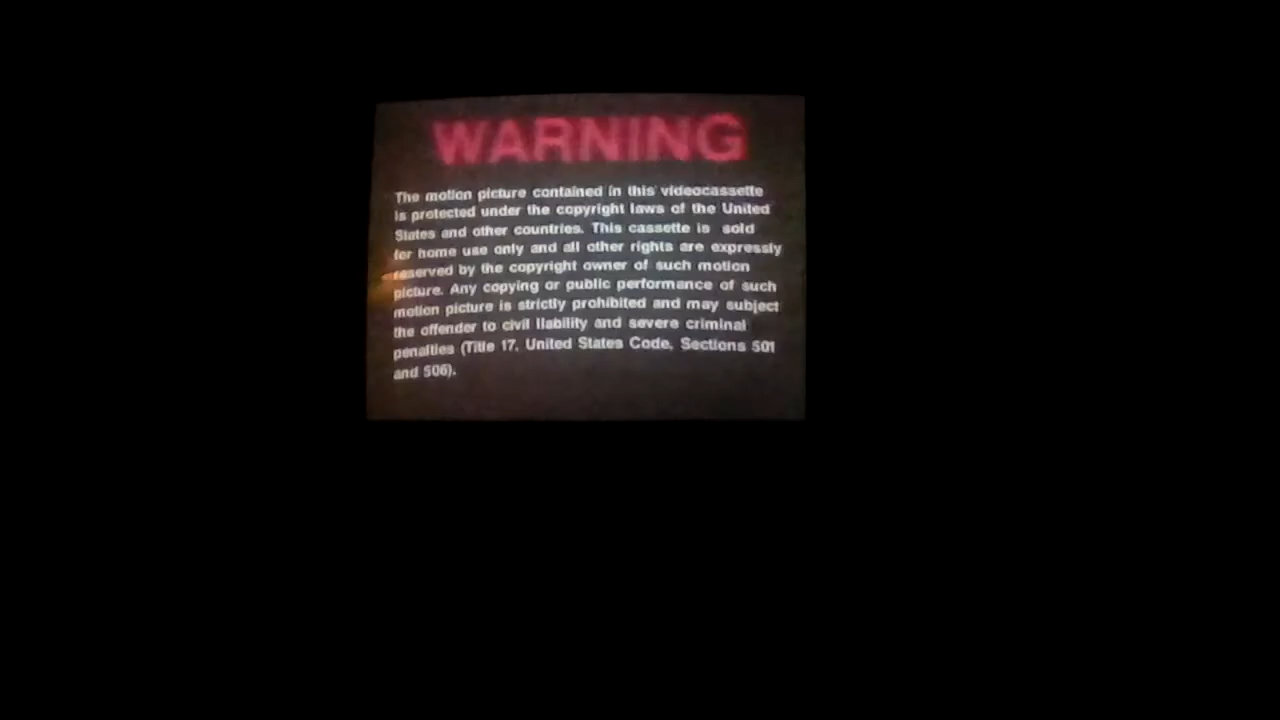 WARNING
The motion picture contained in this videocassette
is protected under the copyright laws of the United
States and other countries. This cassette is sold
for home use only and all other rights are expressly
reserved by the copyright owner of such motion
picture. Any copying or public performance of such
motion picture is strictly prohibited and may subject
the offender to civil liability and severe criminal
penalties (Title 17, United States Code, Sections 501
and 506).